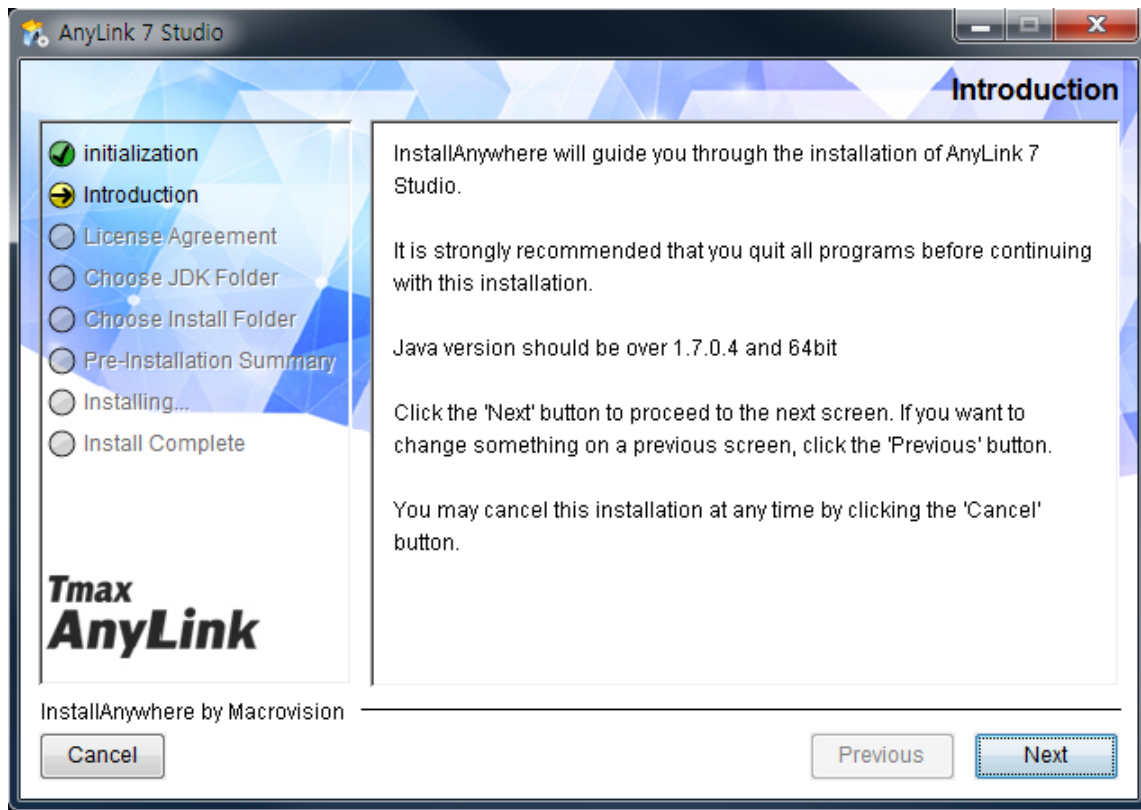 AnyLink 7 Studio
Introduction
initialization
Introduction
License Agreement
Choose JDK Folder
Choose Install Folder
Pre-Installation Summary
Installing...
Install Complete
Tmax
AnyLink
InstallAnywhere will guide you through the installation of AnyLink 7
Studio.
It is strongly recommended that you quit all programs before continuing
with this installation.
Java version should be over 1.7.0.4 and 64bit
Click the 'Next' button to proceed to the next screen. If you want to
change something on a previous screen, click the 'Previous' button.
You may cancel this installation at any time by clicking the 'Cancel'
button.
InstallAnywhere by Macrovision
Cancel
Previous
Next